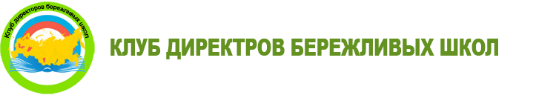 Клуб директоров бережливых школ
КЛУБ ДИРЕКТРОВ БЕРЕЖЛИВЫХ ШКОЛ